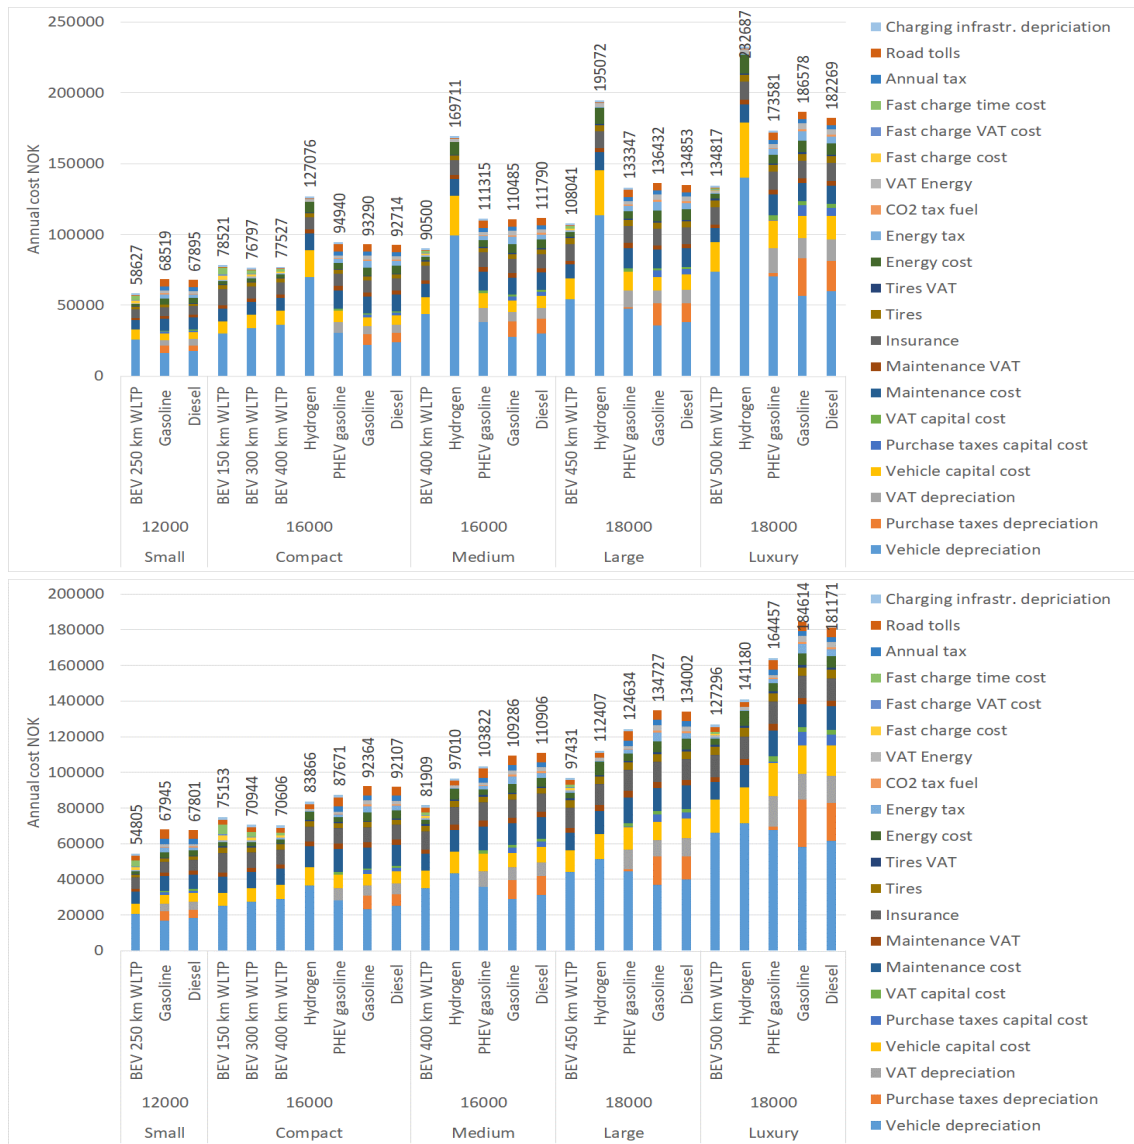 Annual cost NOK
250000
200000
150000
100000
50000
0
58627
68519
67895
78521
76797
77527
127076
94940
93290
92714
90500
169711
111315
110485
111790
108041
195072
133347
136432
134853
134817
232687
173581
186578
182269
BEV 250 km WLTP
Gasoline
Diesel
BEV 150 km WLTP
BEV 300 km WLTP
BEV 400 km WLTP
Hydrogen
PHEV gasoline
Gasoline
Diesel
BEV 400 km WLTP
Hydrogen
PHEV gasoline
Gasoline
Diesel
BEV 450 km WLTP
Hydrogen
PHEV gasoline
Gasoline
Diesel
BEV 500 km WLTP
Hydrogen
PHEV gasoline
Gasoline
Diesel
12000 16000 16000 18000 18000
Small Compact Medium Large Luxury
Charging infrastr. depriciation
Road tolls
Annual tax
Fast charge time cost
Fast charge VAT cost
Fast charge cost
VAT Energy
CO2 tax fuel
Energy tax
Energy cost
Tires VAT
Tires
Insurance
Maintenance VAT
Maintenance cost
VAT capital cost
Purchase taxes capital cost
Vehicle capital cost
VAT depreciation
Purchase taxes depreciation
Vehicle depreciation
Annual cost NOK
200000
180000
160000
140000
120000
100000
80000
60000
40000
20000
0
54805
67945
67801
75153
70944
70606
83866
87671
92364
92107
81909
97010
103822
109286
110906
97431
112407
124634
134727
134002
127296
141180
164457
184614
181171
BEV 250 km WLTP
Gasoline
Diesel
BEV 150 km WLTP
BEV 300 km WLTP
BEV 400 km WLTP
Hydrogen
PHEV gasoline
Gasoline
Diesel
BEV 400 km WLTP
Hydrogen
PHEV gasoline
Gasoline
Diesel
BEV 450 km WLTP
Hydrogen
PHEV gasoline
Gasoline
Diesel
BEV 500 km WLTP
Hydrogen
PHEV gasoline
Gasoline
Diesel
12000 16000 16000 18000 18000
Small Compact Medium Large Luxury
Charging infrastr. depriciation
Road tolls
Annual tax
Fast charge time cost
Fast charge VAT cost
Fast charge cost
VAT Energy
CO2 tax fuel
Energy tax
Energy cost
Tires VAT
Tires
Insurance
Maintenance VAT
Maintenance cost
VAT capital cost
Purchase taxes capital cost
Vehicle capital cost
VAT depreciation
Purchase taxes depreciation
Vehicle depreciation